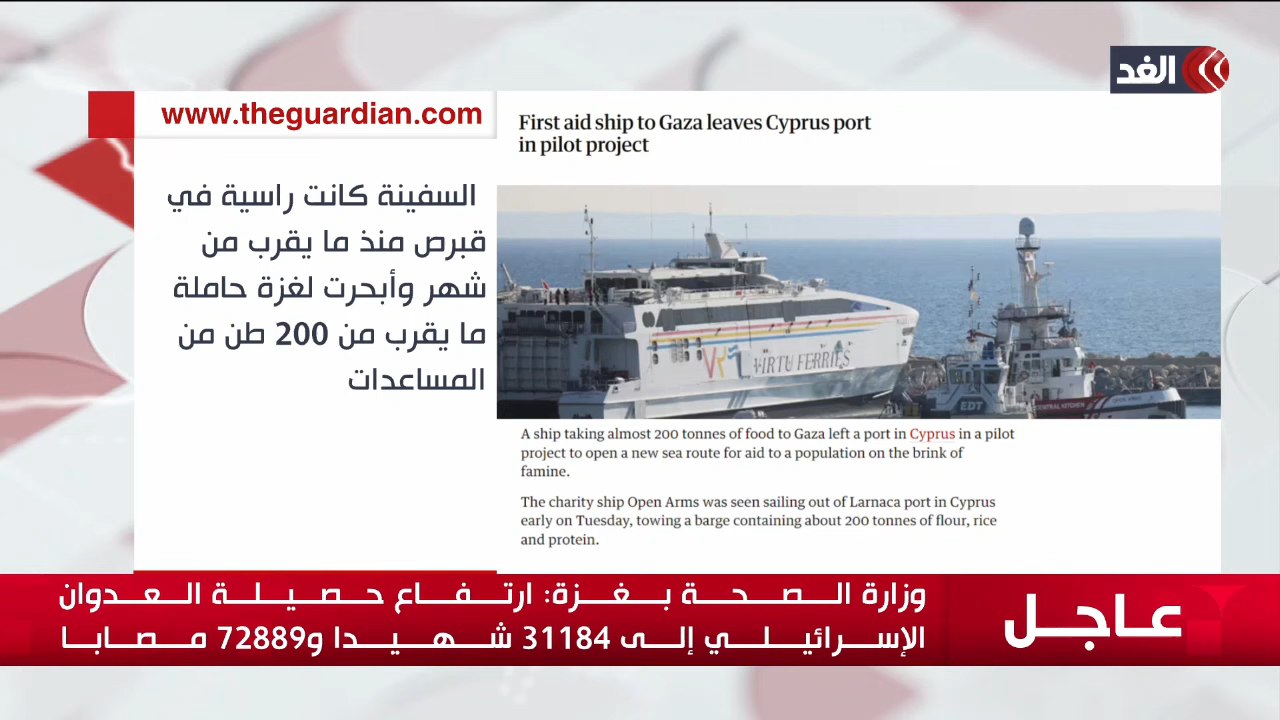 الغد
www.theguardian.com
First aid ship to Gaza leaves Cyprus port
in pilot project
السفينة كانت راسية في
قبرص منذ ما يقرب من
شهر وأبحرت لغزة حاملة
ما يقرب من 200 طن من
المساعدات
VIRTU FERRIES
EDT
CENTRAL KITCHEN
A ship taking almost 200 tonnes of food to Gaza left a port in Cyprus in a pilot
project to open a new sea route for aid to a population on the brink of
famine.
The charity ship Open Arms was seen sailing out of Larnaca port in Cyprus
early on Tuesday, towing a barge containing about 200 tonnes of flour, rice
and protein.
عاجل
وزارة الصحة بغزة: ارتفاع حصيلة العدوان
الإسرائيلي إلى 31184 شهيدا و72889 مصابا